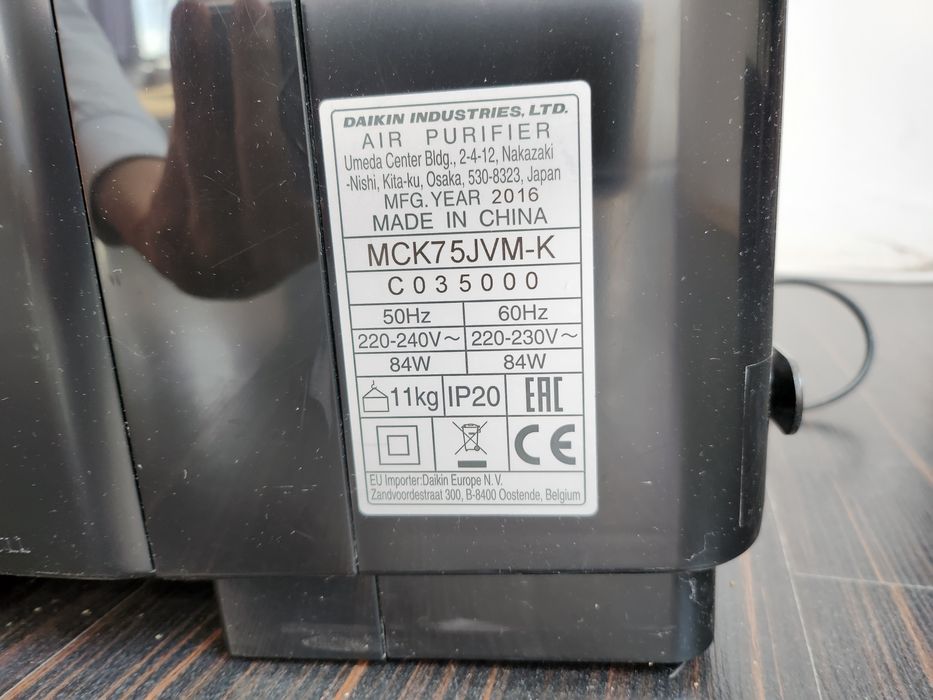 DAIKIN INDUSTRIES, LTD.
AIR PURIFIER
Umeda Center Bldg., 2-4-12, Nakazaki
-Nishi, Kita-ku, Osaka, 530-8323, Japan
MFG. YEAR 2016
MADE IN CHINA
MCK75JVM-K
C035000
50Hz 60Hz
220-240V~ 220-230V~
84W 84W
11kg IP20 EAC
CE
EU Importer:Daikin Europe N. V.
Zandvoordestraat 300, B-8400 Oostende, Belgium